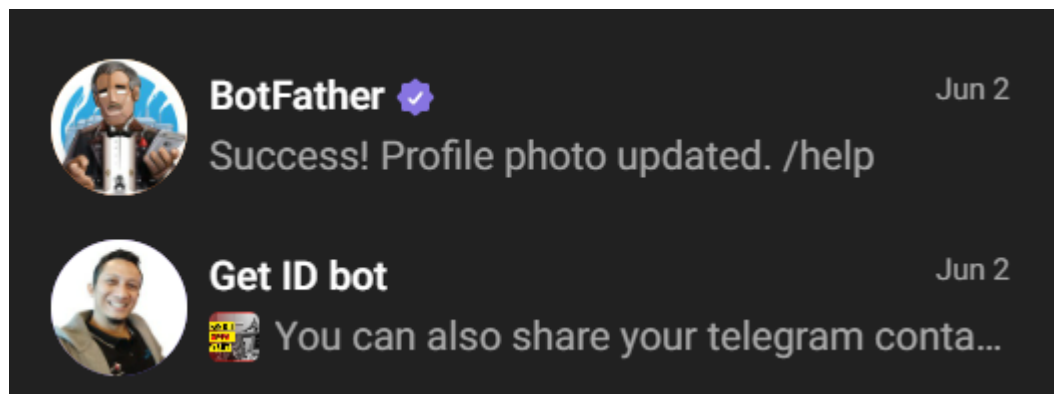 BotFather
Jun 2
Success! Profile photo updated. /help
Get ID bot
Jun 2
You can also share your telegram conta...